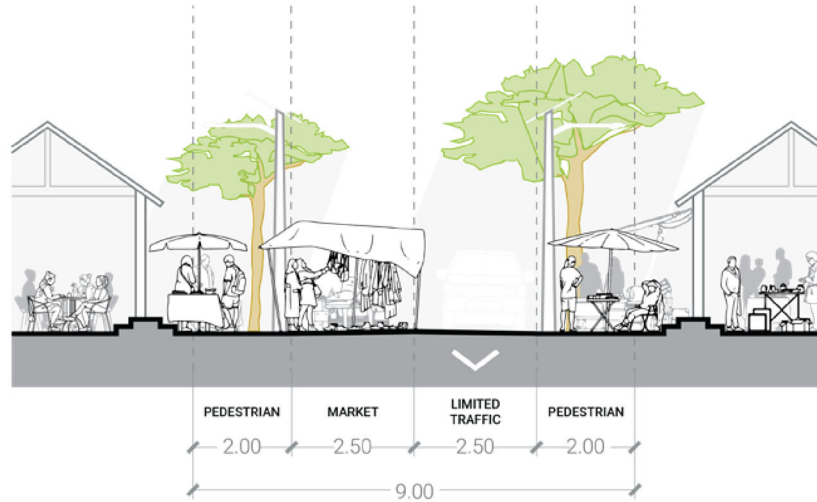 PEDESTRIAN
MARKET
LIMITED
TRAFFIC
PEDESTRIAN
2.00
2.50
2.50
2.00
9.00